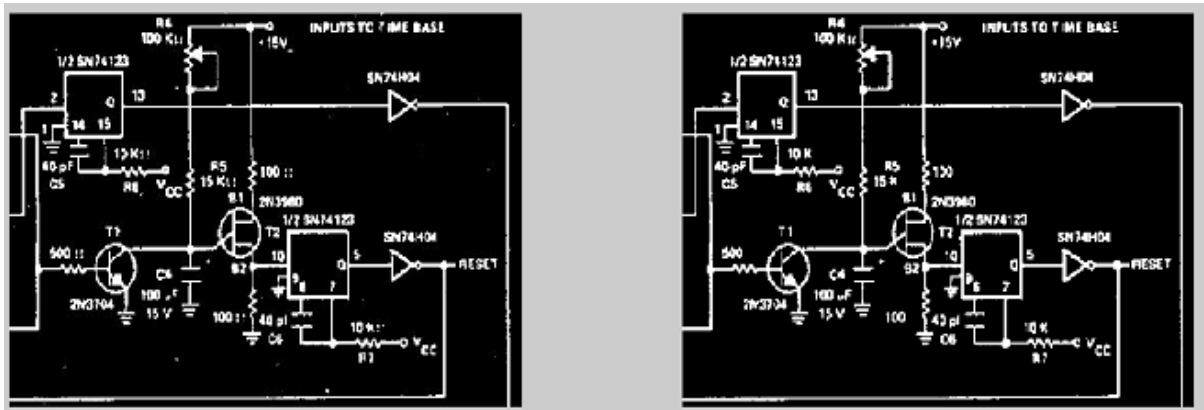 R4 INPUTS TO TIME BASE
100 KΩ +15V
1/2 SN74123 SN74H04
2 Q 13
1 14 15
40 pF 10 KΩ R5 100 Ω
C5 R6 VCC 15 KΩ
B1 2N3980
1/2 SN74123
T1 T2 SN74H04
500 Ω C4 B2 10 Q 5 RESET
9
2N3704 100 µF 6 7
15 V 100 Ω 40 pF 10 KΩ
C6 R7 VCC
R4 INPUTS TO TIME BASE
100 KΩ +15V
1/2 SN74123 SN74H04
2 Q 13
1 14 15
40 pF 10 K R5 100
C5 R6 VCC 15 K
B1 2N3980
1/2 SN74123
T1 T2 SN74H04
500 C4 B2 10 Q 5 RESET
9
2N3704 100 µF 6 7
15 V 100 40 pF 10 K
C6 R7 VCC